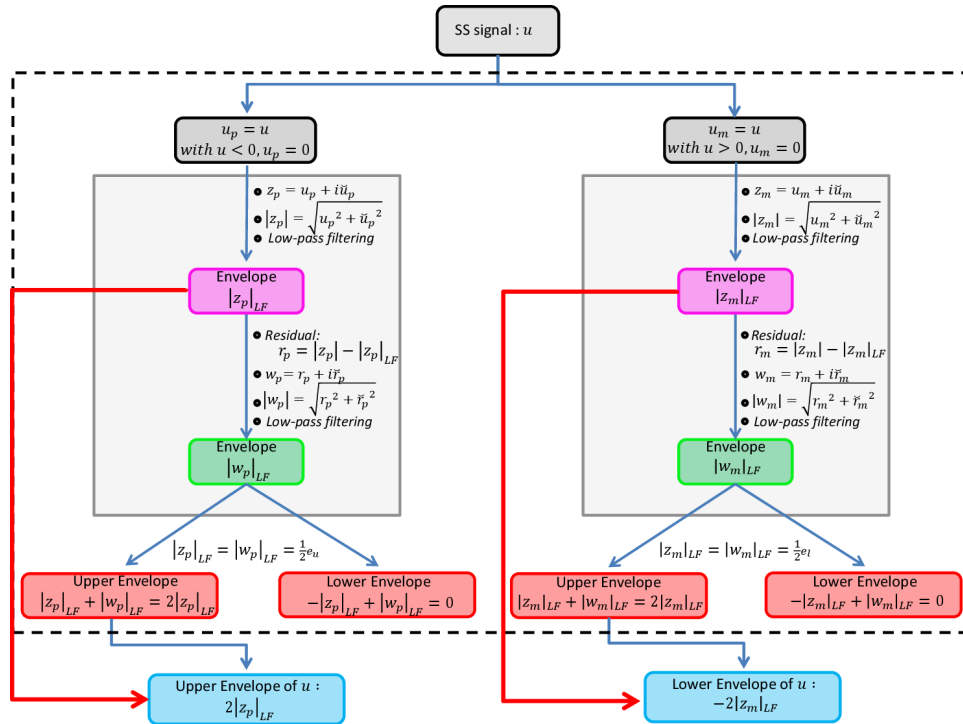 SS signal : u
u_p = u
with u < 0, u_p = 0
u_m = u
with u > 0, u_m = 0
● z_p = u_p + iŭ_p
● |z_p| = √(u_p² + ŭ_p²)
● Low-pass filtering
● z_m = u_m + iŭ_m
● |z_m| = √(u_m² + ŭ_m²)
● Low-pass filtering
Envelope
|z_p|_LF
Envelope
|z_m|_LF
● Residual:
r_p = |z_p| − |z_p|_LF
● w_p = r_p + iř_p
● |w_p| = √(r_p² + ř_p²)
● Low-pass filtering
● Residual:
r_m = |z_m| − |z_m|_LF
● w_m = r_m + iř_m
● |w_m| = √(r_m² + ř_m²)
● Low-pass filtering
Envelope
|w_p|_LF
Envelope
|w_m|_LF
|z_p|_LF = |w_p|_LF = ½e_u
|z_m|_LF = |w_m|_LF = ½e_l
Upper Envelope
|z_p|_LF + |w_p|_LF = 2|z_p|_LF
Lower Envelope
−|z_p|_LF + |w_p|_LF = 0
Upper Envelope
|z_m|_LF + |w_m|_LF = 2|z_m|_LF
Lower Envelope
−|z_m|_LF + |w_m|_LF = 0
Upper Envelope of u :
2|z_p|_LF
Lower Envelope of u :
−2|z_m|_LF